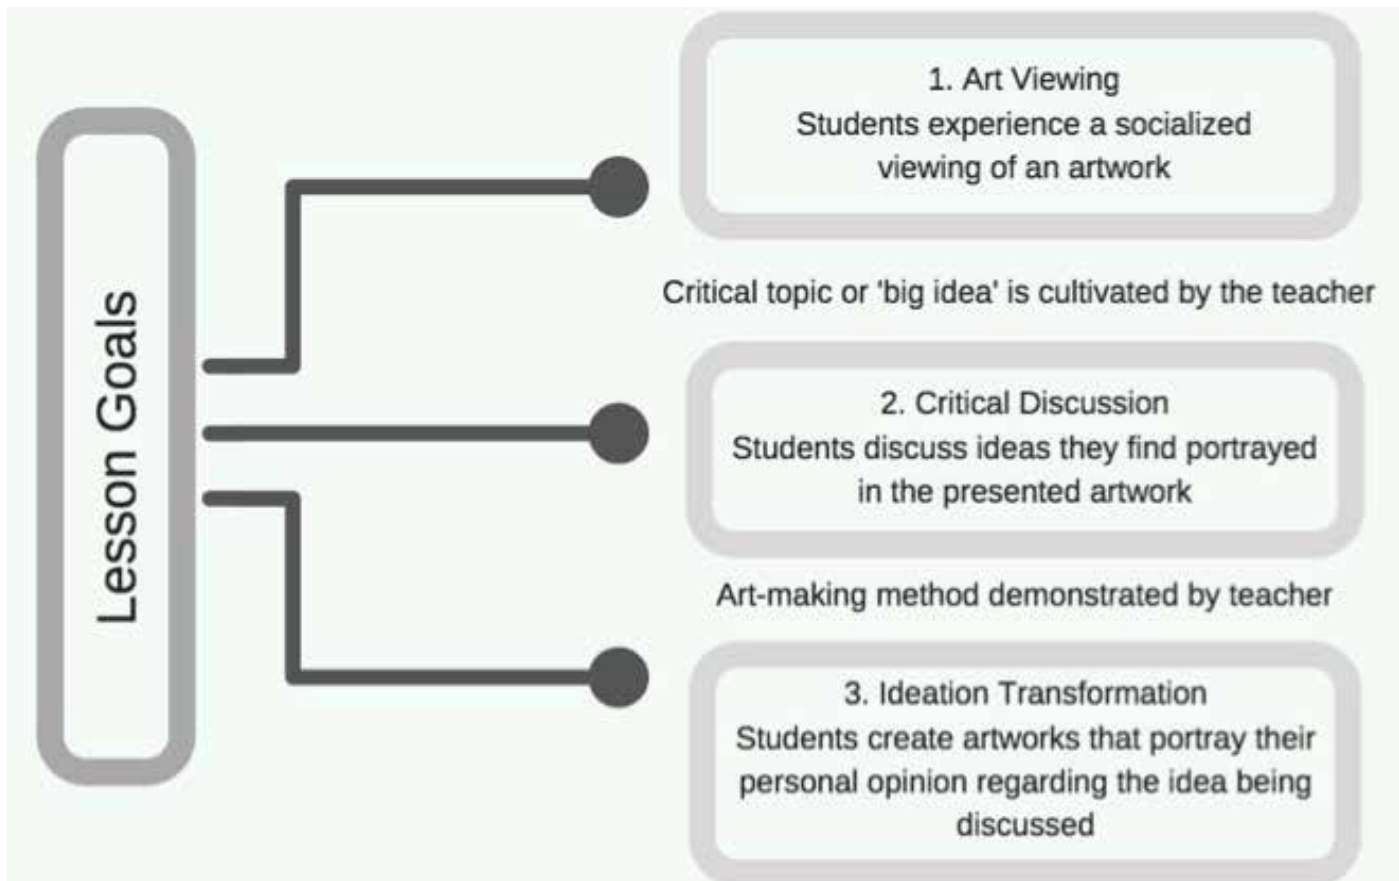 Lesson Goals
1. Art Viewing
Students experience a socialized
viewing of an artwork
Critical topic or 'big idea' is cultivated by the teacher
2. Critical Discussion
Students discuss ideas they find portrayed
in the presented artwork
Art-making method demonstrated by teacher
3. Ideation Transformation
Students create artworks that portray their
personal opinion regarding the idea being
discussed